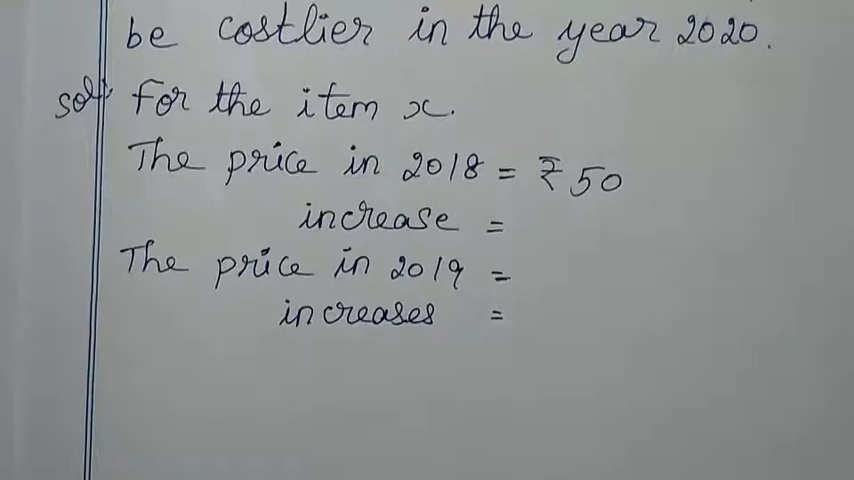 be costlier in the year 2020.
solⁿ. For the item x.
The price in 2018 = ₹ 50
increase =
The price in 2019 =
increases =